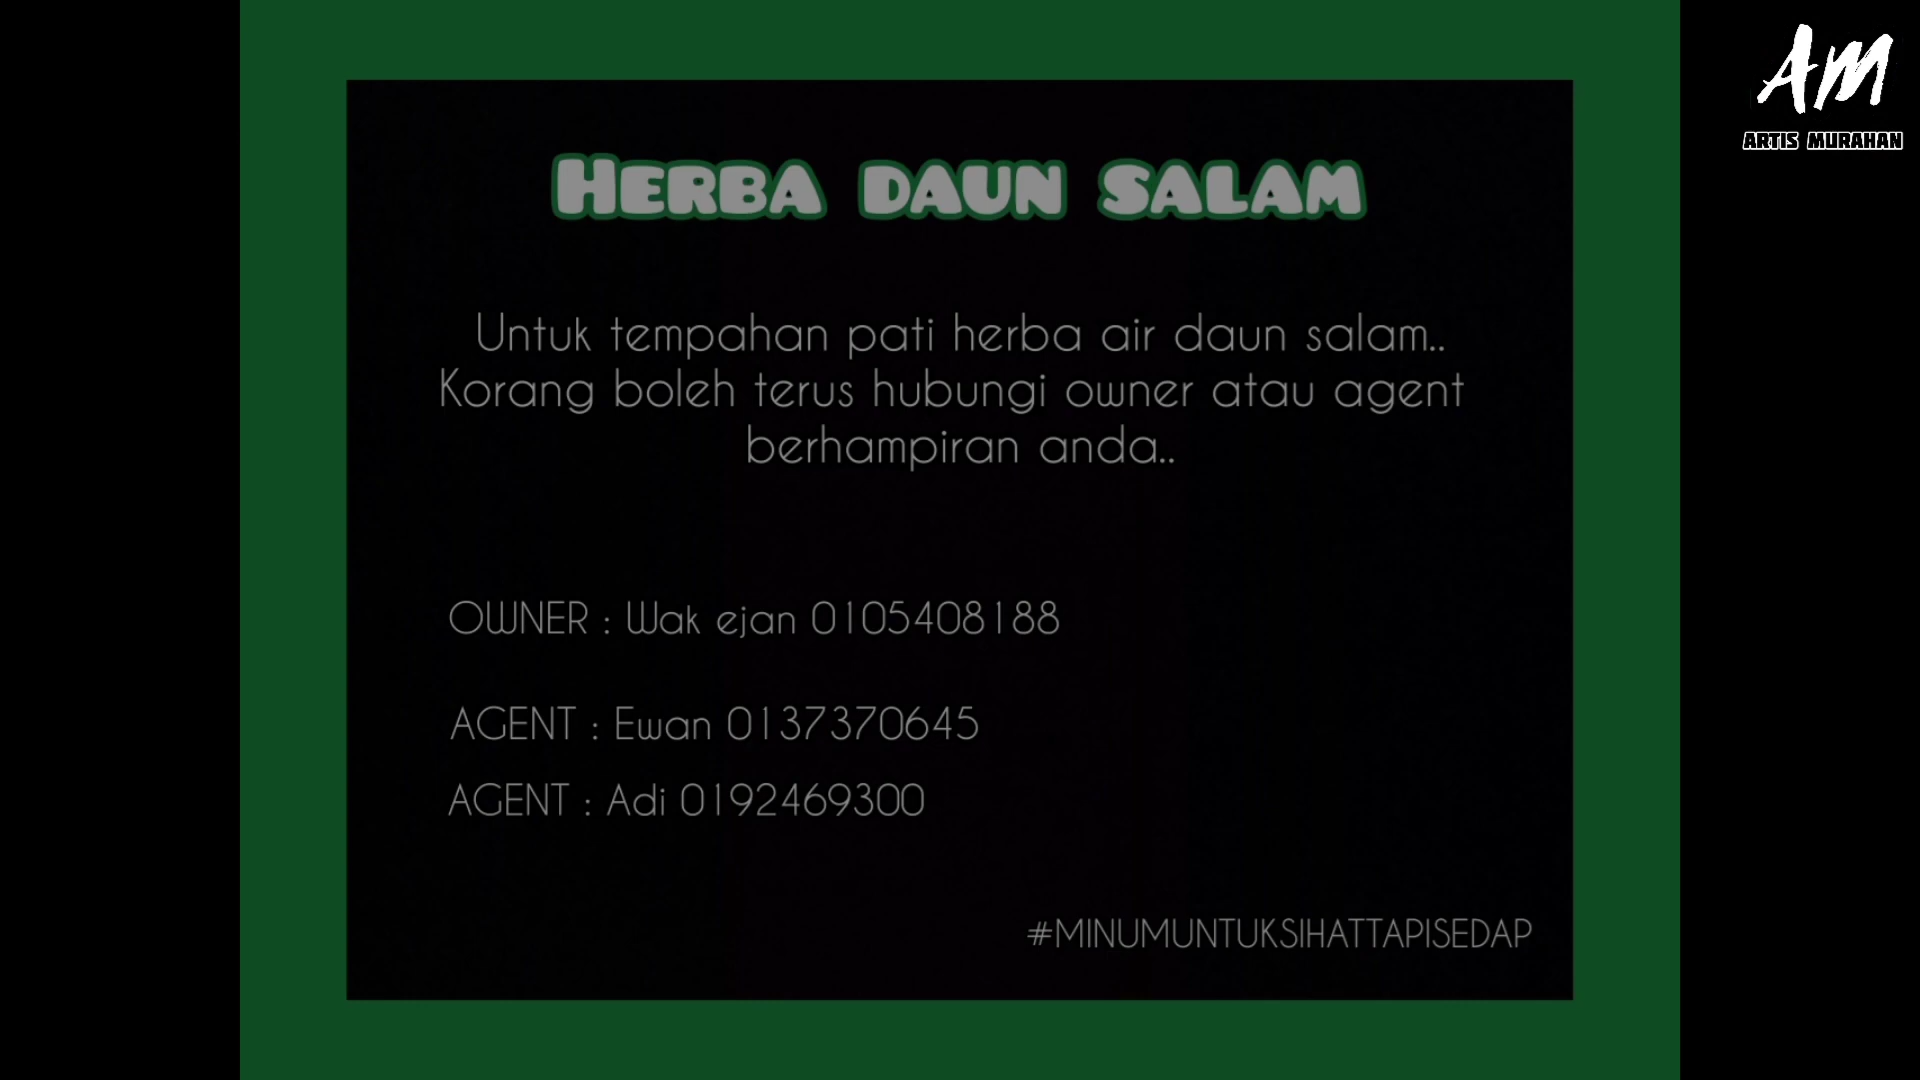 AM
ARTIS MURAHAN
HERBA DAUN SALAM
Untuk tempahan pati herba air daun salam..
Korang boleh terus hubungi owner atau agent
berhampiran anda..
OWNER : Wak ejan 0105408188
AGENT : Ewan 0137370645
AGENT : Adi 0192469300
#MINUMUNTUKSIHATTAPISEDAP